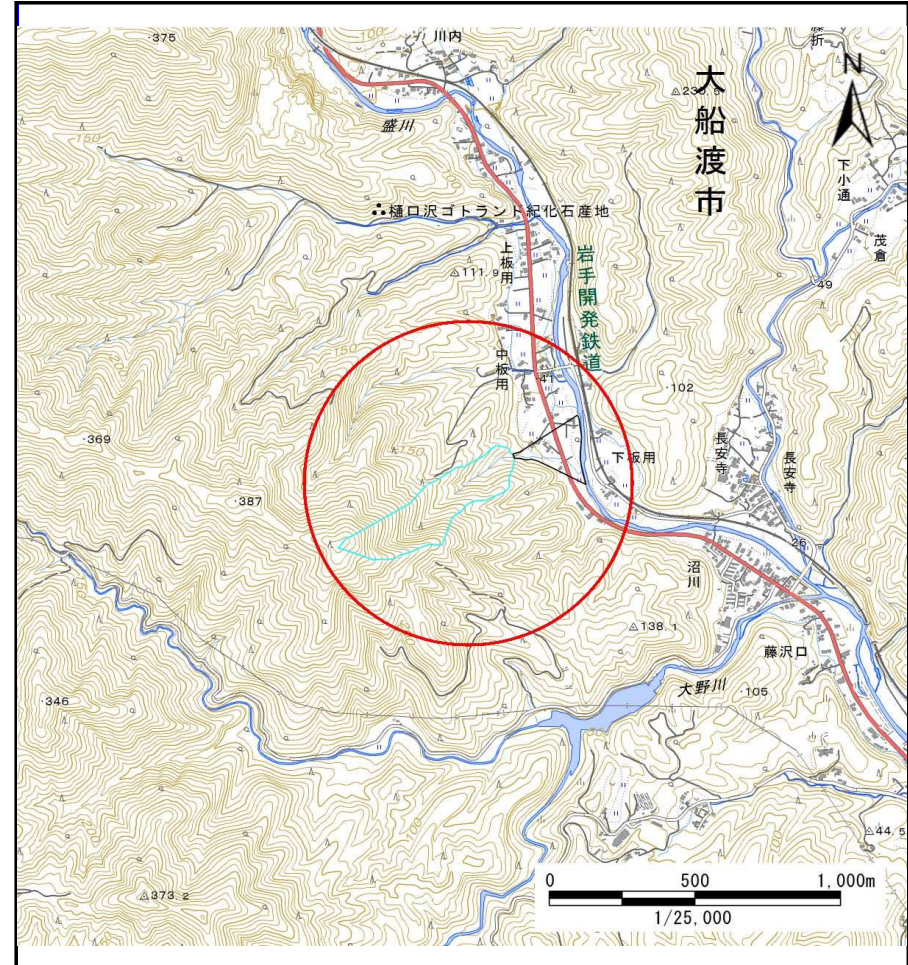 375
100
川内
盛川
大船渡市
N
下小通
茂倉
150
樋口沢ゴトランド紀化石産地
上板用
岩手開発鉄道
111.9
49
中板用
41
102
150
369
387
下板用
長安寺
長安寺
26
沼川
138.1
藤沢口
大野川
105
346
373.2
44.5
0 500 1,000m
1/25,000